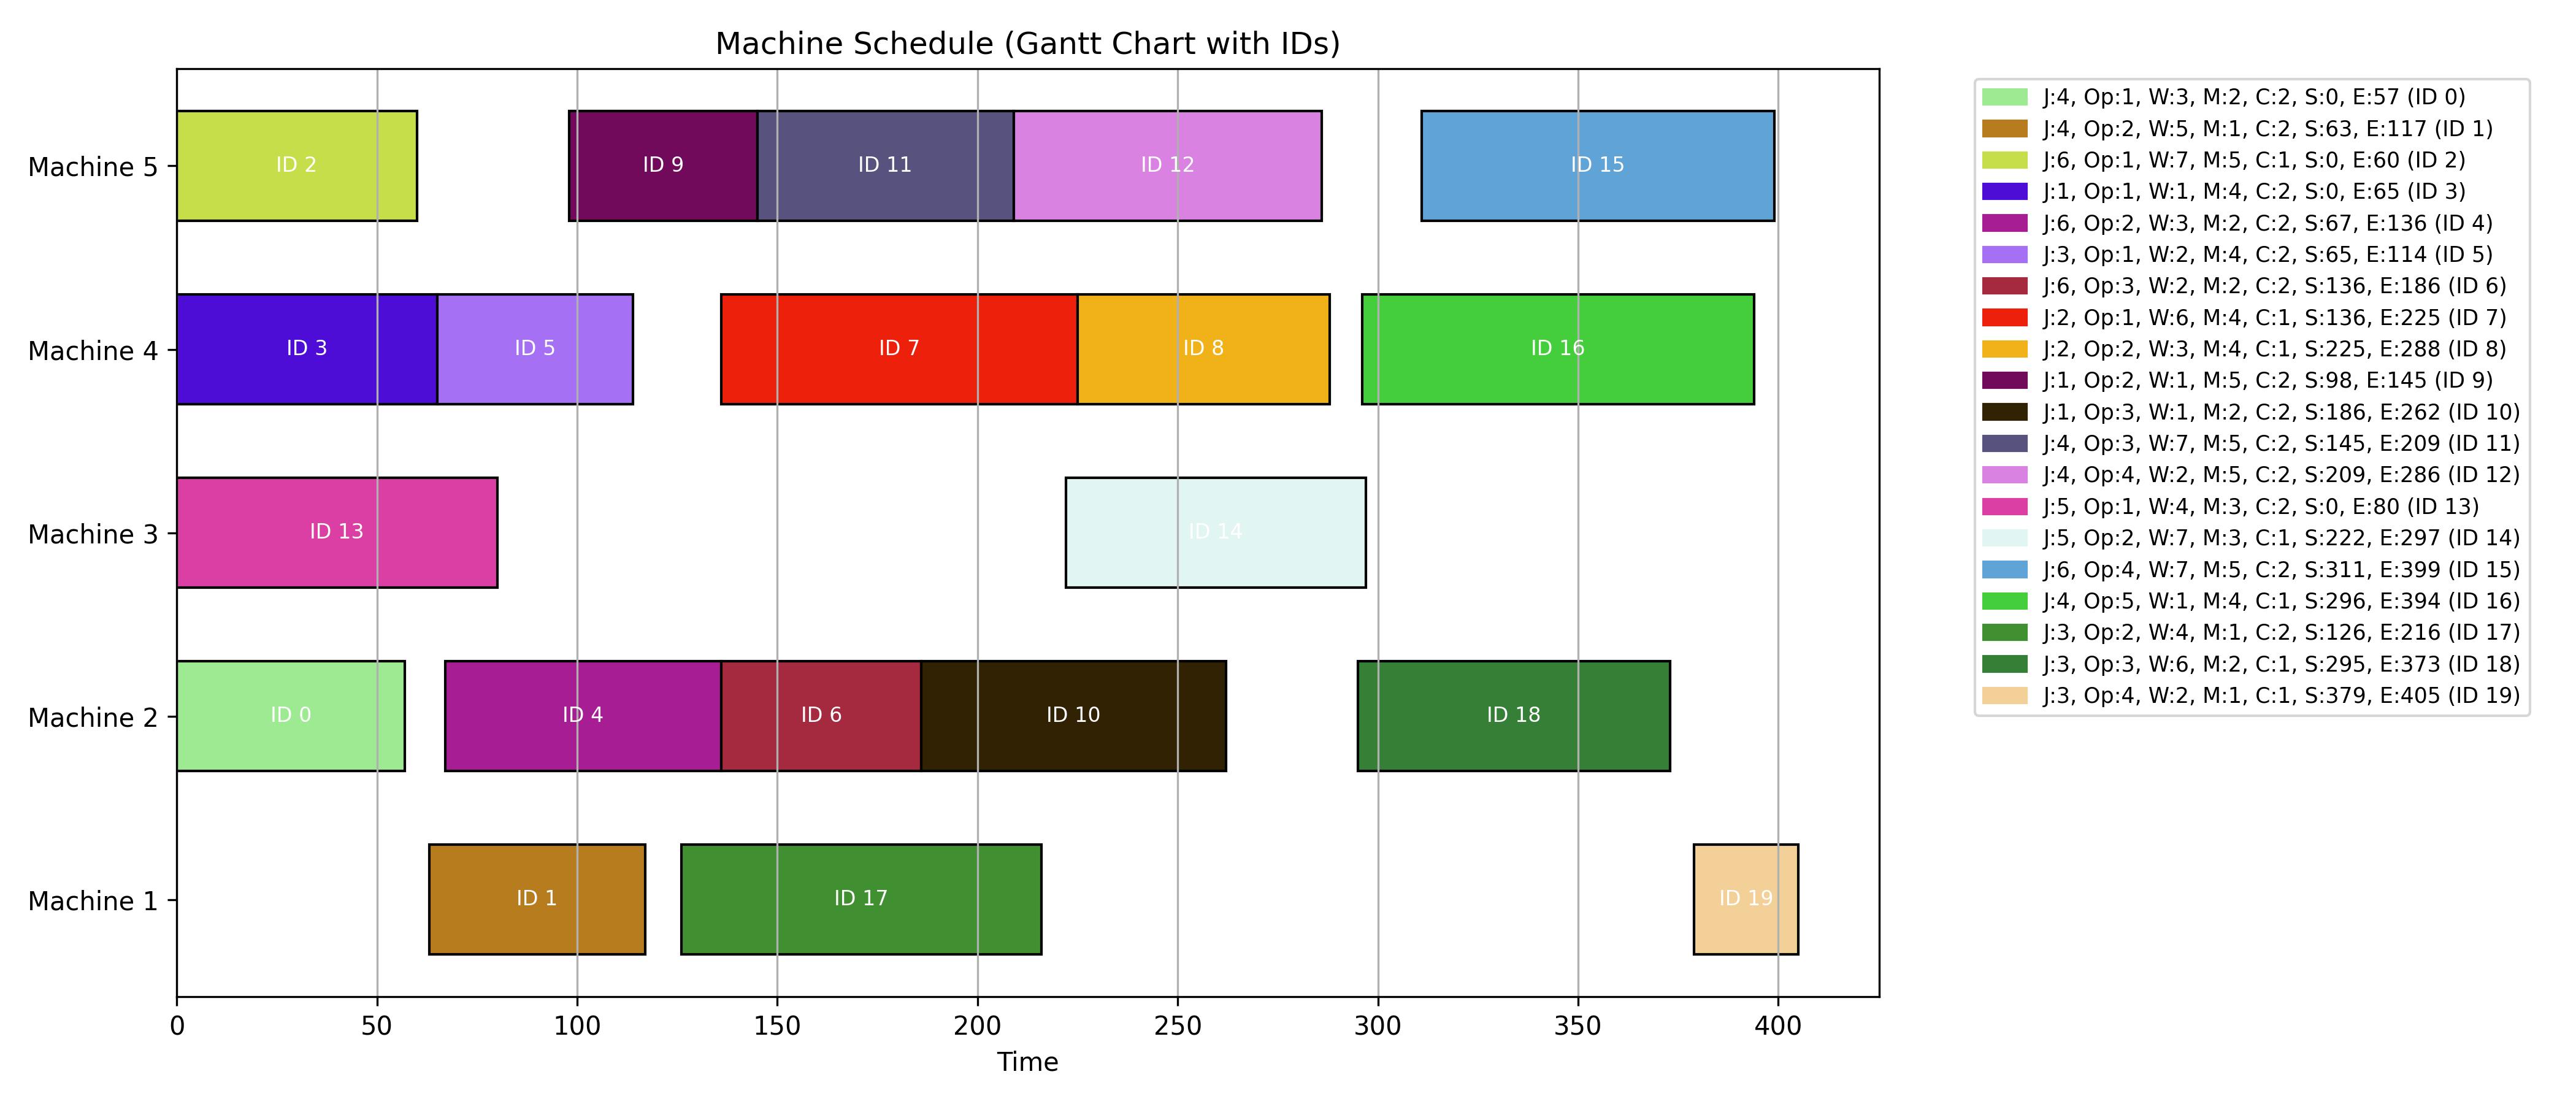 Machine Schedule (Gantt Chart with IDs)
Machine 5
ID 2
ID 9
ID 11
ID 12
ID 15
Machine 4
ID 3
ID 5
ID 7
ID 8
ID 16
Machine 3
ID 13
ID 14
Machine 2
ID 0
ID 4
ID 6
ID 10
ID 18
Machine 1
ID 1
ID 17
ID 19
0 50 100 150 200 250 300 350 400
Time
J:4, Op:1, W:3, M:2, C:2, S:0, E:57 (ID 0)
J:4, Op:2, W:5, M:1, C:2, S:63, E:117 (ID 1)
J:6, Op:1, W:7, M:5, C:1, S:0, E:60 (ID 2)
J:1, Op:1, W:1, M:4, C:2, S:0, E:65 (ID 3)
J:6, Op:2, W:3, M:2, C:2, S:67, E:136 (ID 4)
J:3, Op:1, W:2, M:4, C:2, S:65, E:114 (ID 5)
J:6, Op:3, W:2, M:2, C:2, S:136, E:186 (ID 6)
J:2, Op:1, W:6, M:4, C:1, S:136, E:225 (ID 7)
J:2, Op:2, W:3, M:4, C:1, S:225, E:288 (ID 8)
J:1, Op:2, W:1, M:5, C:2, S:98, E:145 (ID 9)
J:1, Op:3, W:1, M:2, C:2, S:186, E:262 (ID 10)
J:4, Op:3, W:7, M:5, C:2, S:145, E:209 (ID 11)
J:4, Op:4, W:2, M:5, C:2, S:209, E:286 (ID 12)
J:5, Op:1, W:4, M:3, C:2, S:0, E:80 (ID 13)
J:5, Op:2, W:7, M:3, C:1, S:222, E:297 (ID 14)
J:6, Op:4, W:7, M:5, C:2, S:311, E:399 (ID 15)
J:4, Op:5, W:1, M:4, C:1, S:296, E:394 (ID 16)
J:3, Op:2, W:4, M:1, C:2, S:126, E:216 (ID 17)
J:3, Op:3, W:6, M:2, C:1, S:295, E:373 (ID 18)
J:3, Op:4, W:2, M:1, C:1, S:379, E:405 (ID 19)